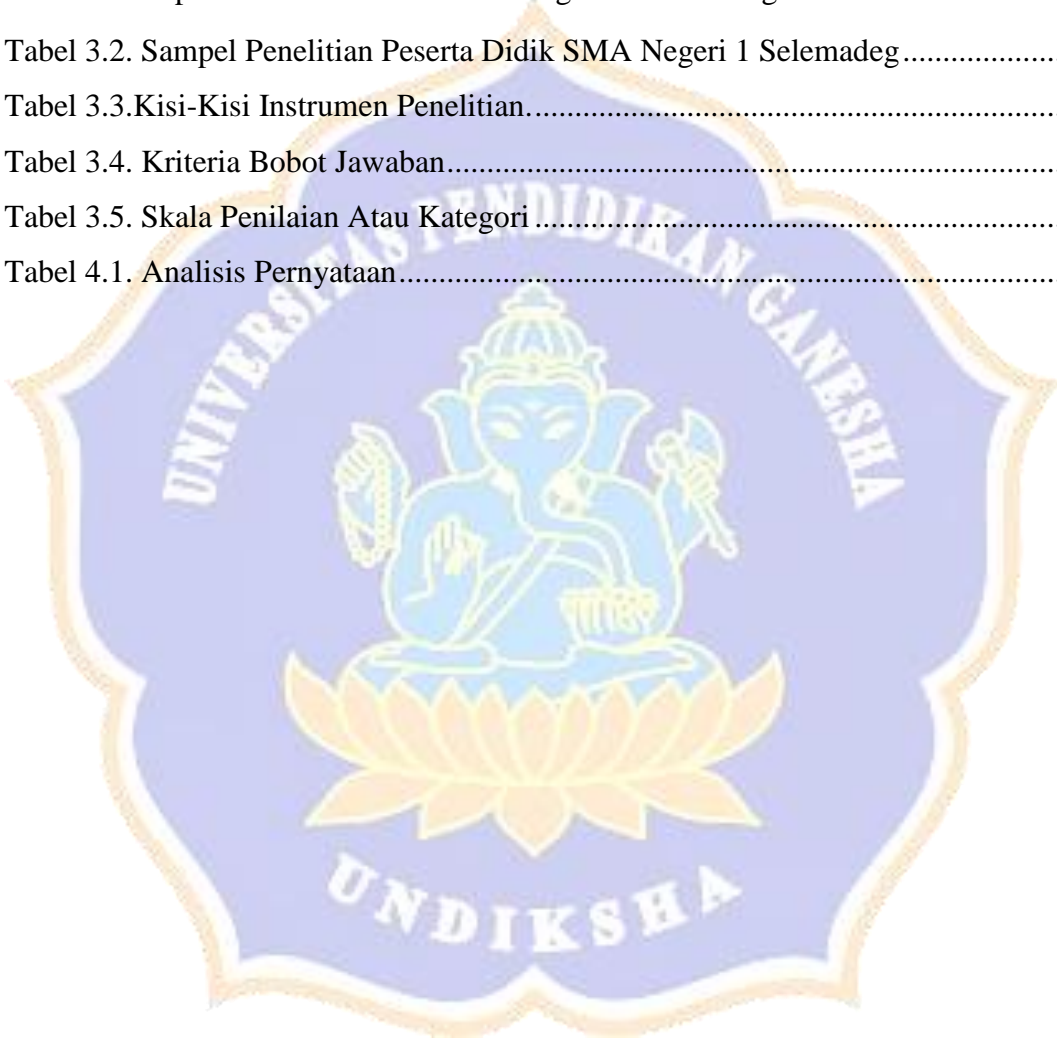 Tabel 3.2. Sampel Penelitian Peserta Didik SMA Negeri 1 Selemadeg....................
Tabel 3.3.Kisi-Kisi Instrumen Penelitian.....................................................................
Tabel 3.4. Kriteria Bobot Jawaban...............................................................................
Tabel 3.5. Skala Penilaian Atau Kategori....................................................................
Tabel 4.1. Analisis Pernyataan.....................................................................................
UNIVERSITAS PENDIDIKAN GANESHA
UNDIKSHA